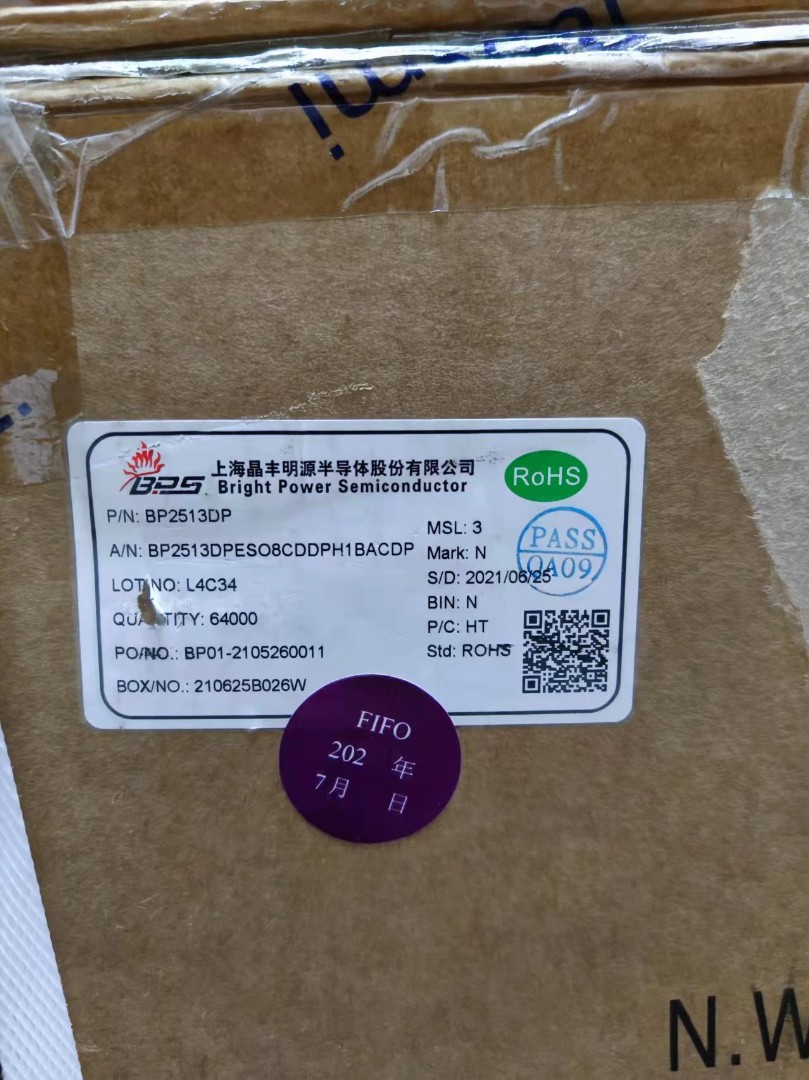 BPS
上海晶丰明源半导体股份有限公司
Bright Power Semiconductor
RoHS
P/N: BP2513DP
A/N: BP2513DPESO8CDDPH1BACDP
LOT NO: L4C34
QUANTITY: 64000
PO/NO.: BP01-2105260011
BOX/NO.: 210625B026W
MSL: 3
Mark: N
S/D: 2021/06/25
BIN: N
P/C: HT
Std: ROHS
PASS
QA09
FIFO
202 年
7月 日
N.W